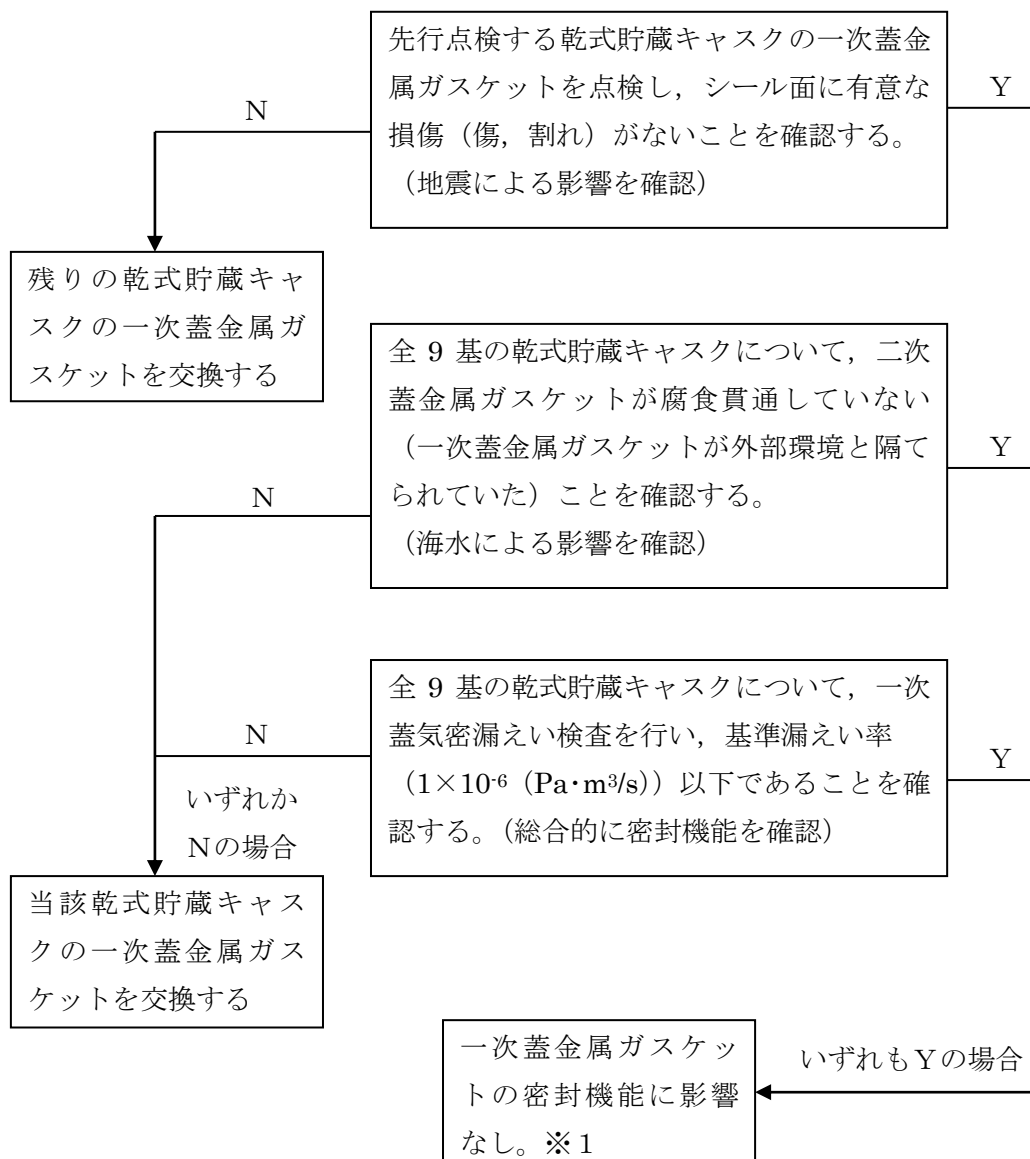 先行点検する乾式貯蔵キャスクの一次蓋金
属ガスケットを点検し，シール面に有意な
損傷（傷，割れ）がないことを確認する。
（地震による影響を確認）
N
Y
残りの乾式貯蔵キャ
スクの一次蓋金属ガ
スケットを交換する
全 9 基の乾式貯蔵キャスクについて，二次
蓋金属ガスケットが腐食貫通していない
（一次蓋金属ガスケットが外部環境と隔て
られていた）ことを確認する。
（海水による影響を確認）
N
Y
全 9 基の乾式貯蔵キャスクについて，一次
蓋気密漏えい検査を行い，基準漏えい率
（1×10⁻⁶（Pa･m³/s））以下であることを確
認する。（総合的に密封機能を確認）
N
Y
いずれか
Nの場合
当該乾式貯蔵キャス
クの一次蓋金属ガス
ケットを交換する
いずれもＹの場合
一次蓋金属ガスケッ
トの密封機能に影響
なし。※１